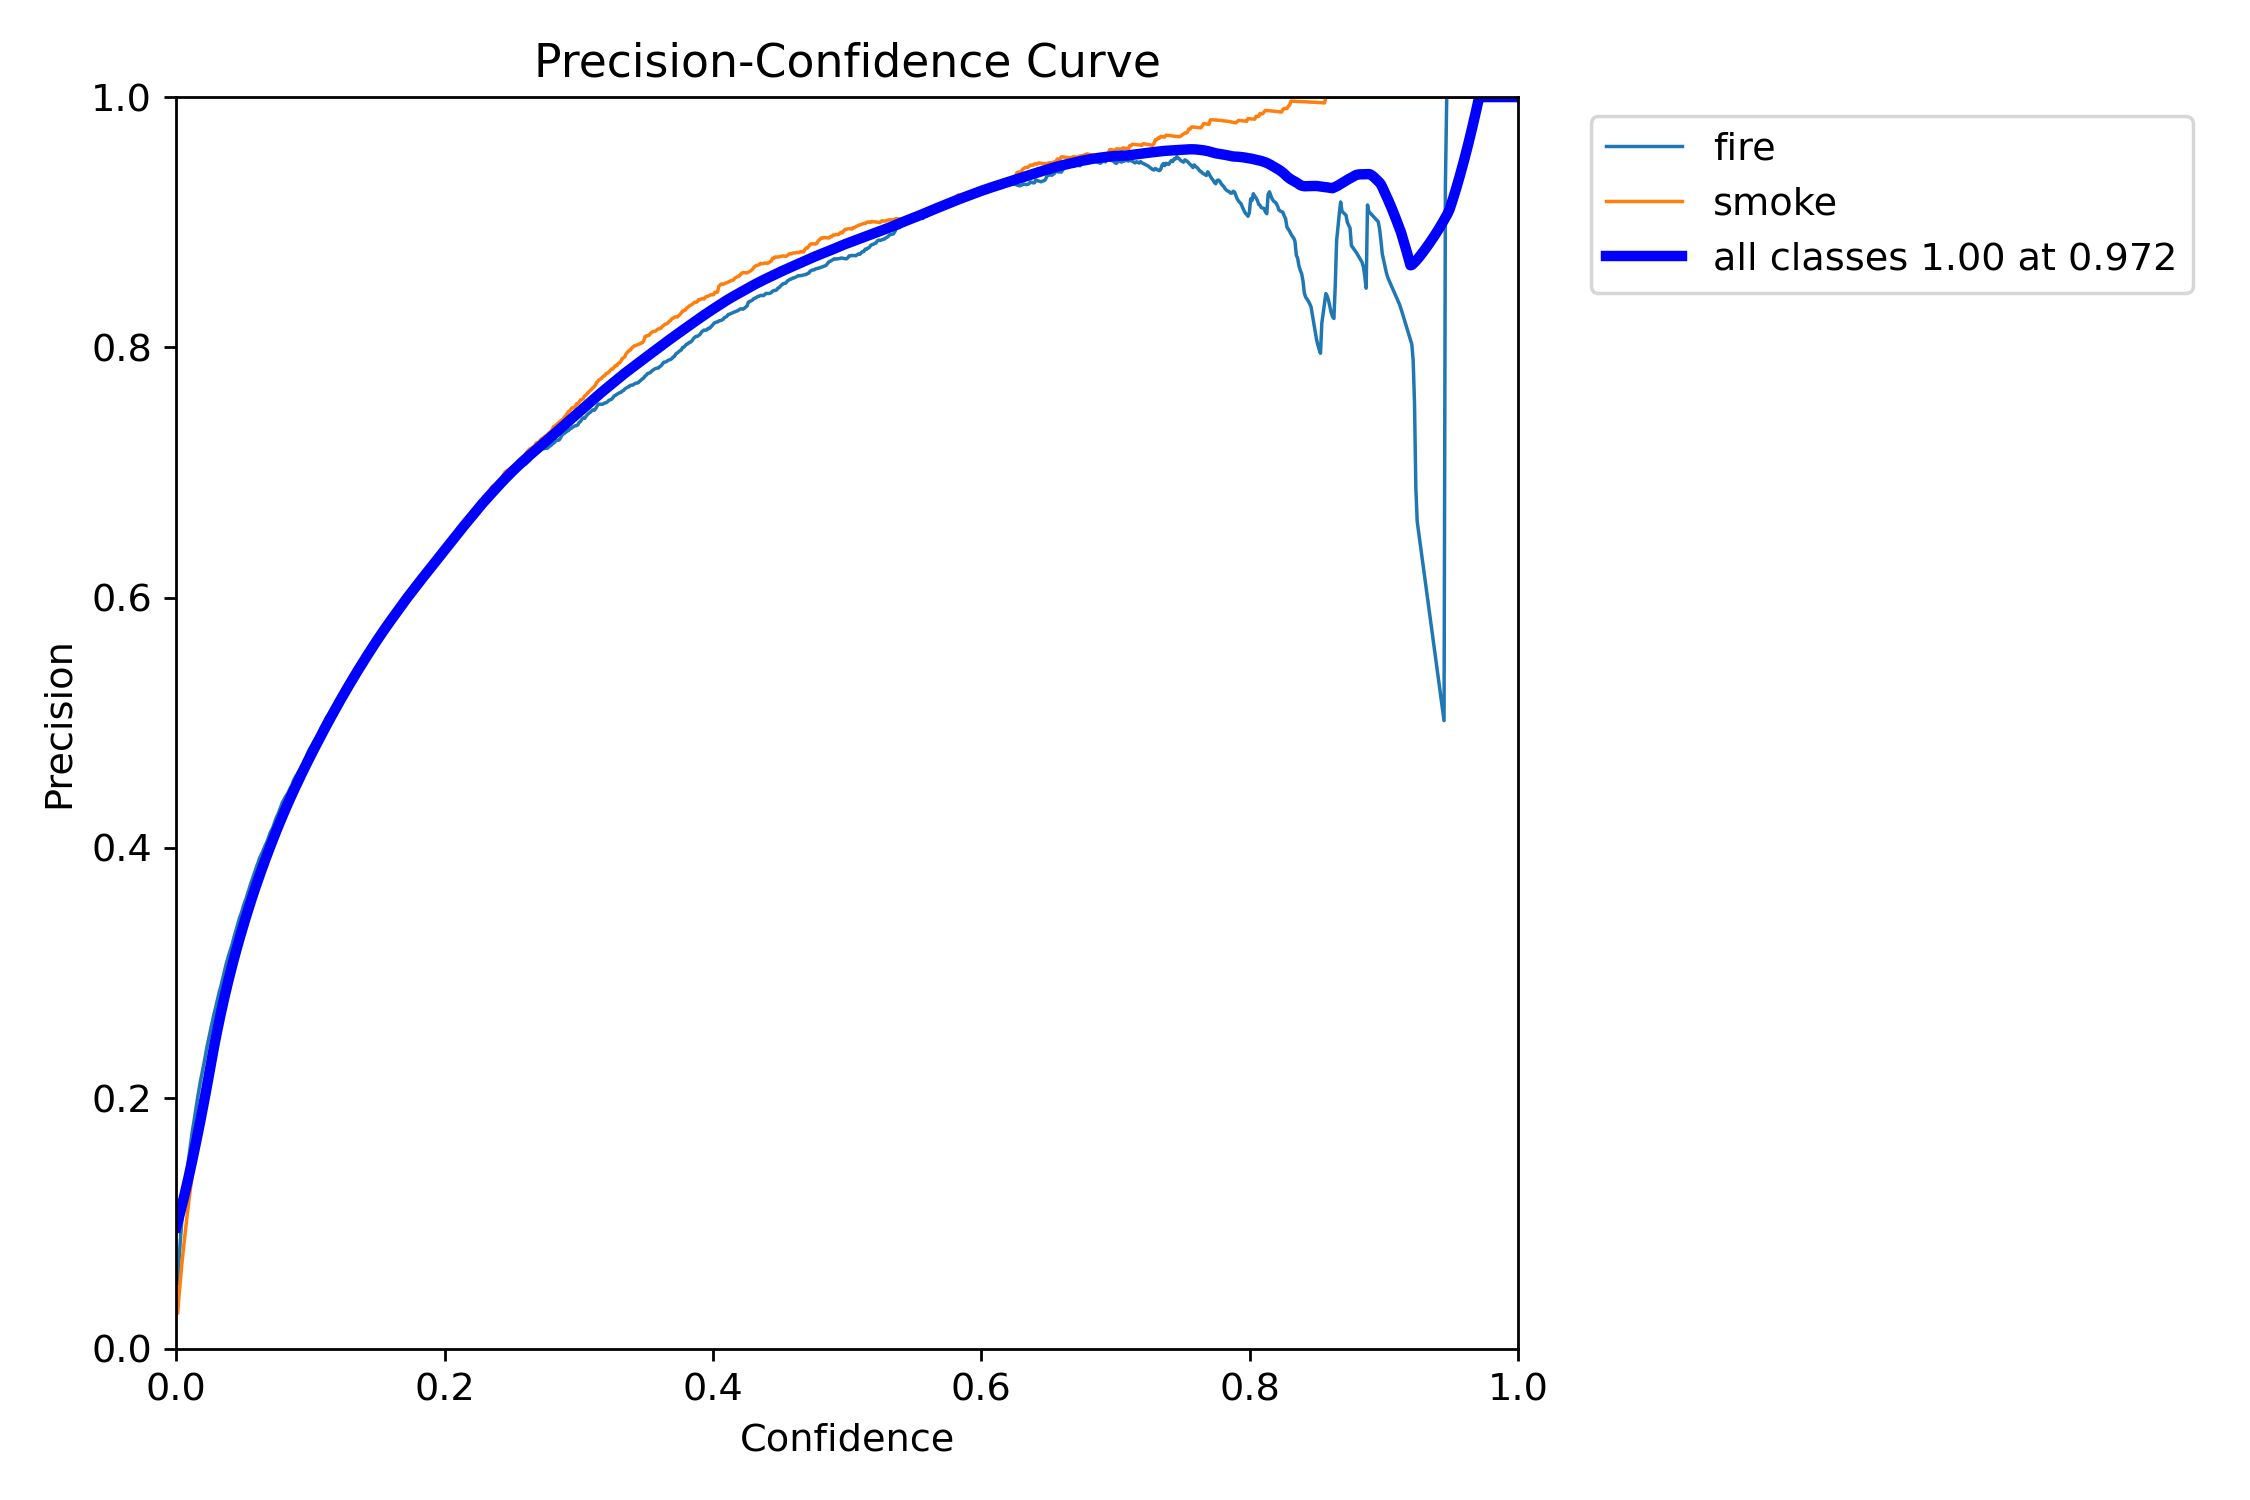 Precision-Confidence Curve
1.0
0.8
0.6
0.4
0.2
0.0
Precision
0.0 0.2 0.4 0.6 0.8 1.0
Confidence
fire
smoke
all classes 1.00 at 0.972